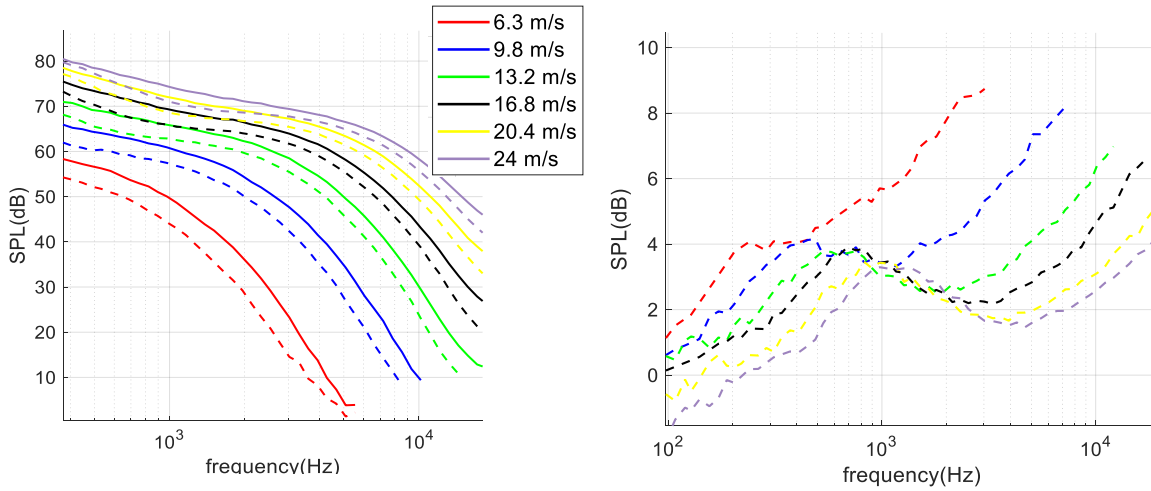 6.3 m/s
9.8 m/s
13.2 m/s
16.8 m/s
20.4 m/s
24 m/s
SPL(dB)
80
70
60
50
40
30
20
10
10³
10⁴
frequency(Hz)
SPL(dB)
10
8
6
4
2
0
10²
10³
10⁴
frequency(Hz)